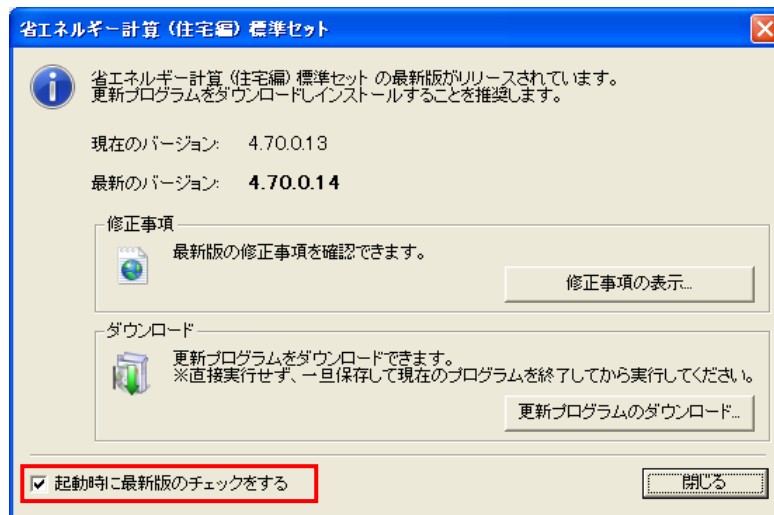 省エネルギー計算（住宅編）標準セット
省エネルギー計算（住宅編）標準セット の最新版がリリースされています。
更新プログラムをダウンロードしインストールすることを推奨します。
現在のバージョン: 4.70.0.13
最新のバージョン: 4.70.0.14
修正事項
最新版の修正事項を確認できます。
修正事項の表示...
ダウンロード
更新プログラムをダウンロードできます。
※直接実行せず、一旦保存して現在のプログラムを終了してから実行してください。
更新プログラムのダウンロード...
起動時に最新版のチェックをする
閉じる